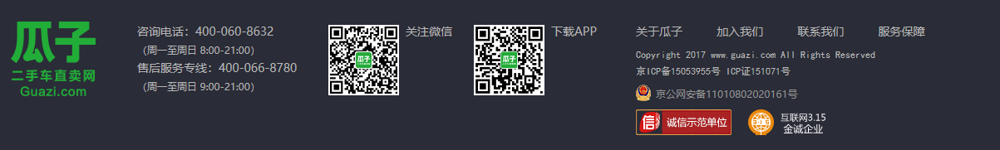 瓜子
二手车直卖网
Guazi.com
咨询电话：400-060-8632
(周一至周日 8:00-21:00)
售后服务专线：400-066-8780
(周一至周日 9:00-21:00)
瓜子
关注微信
瓜子
下载APP
关于瓜子 加入我们 联系我们 服务保障
Copyright 2017 www.guazi.com All Rights Reserved
京ICP备15053955号 ICP证151071号
京公网安备11010802020161号
信 诚信示范单位
3.15 互联网3.15
金诚企业